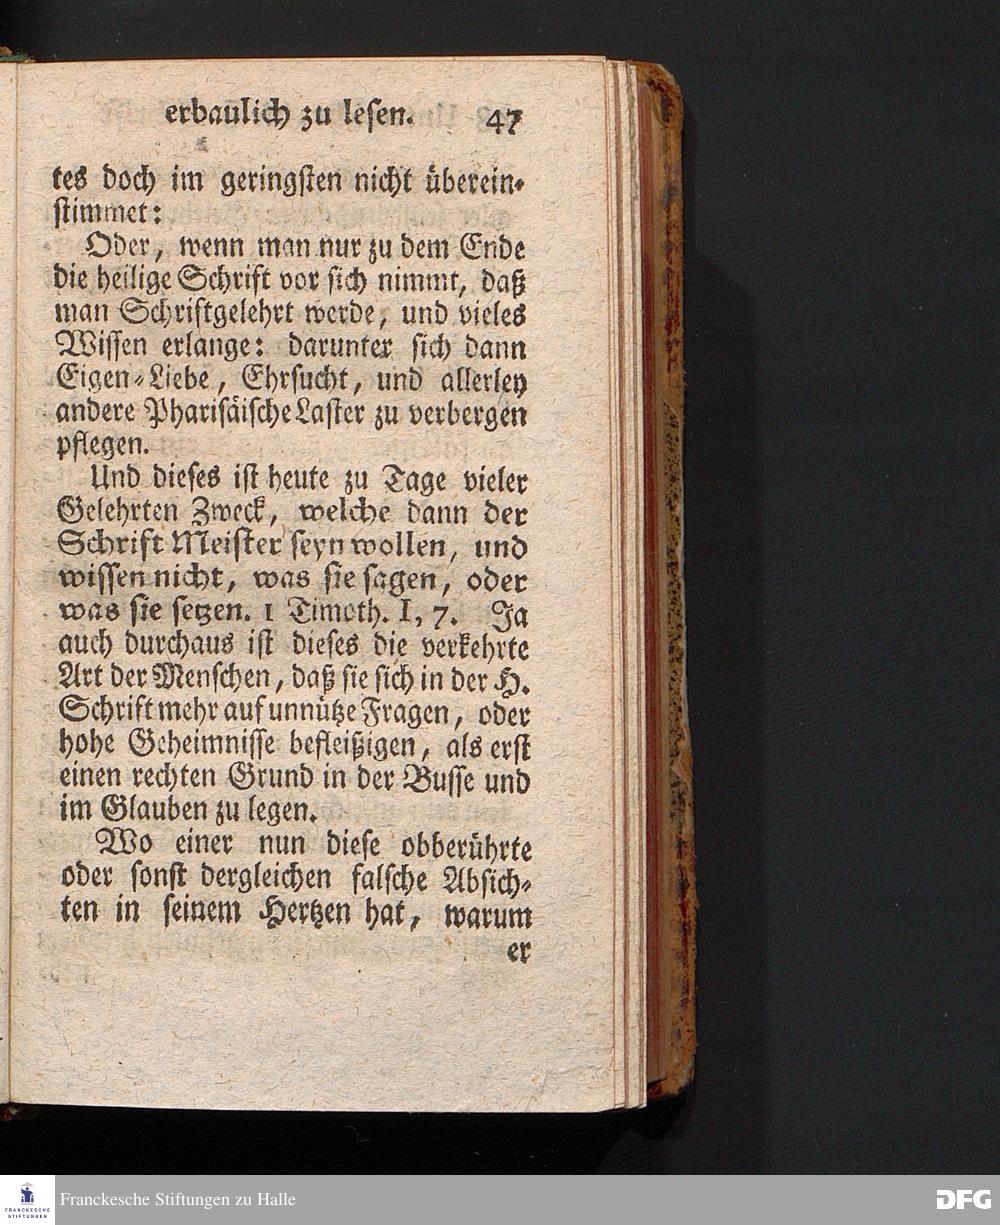 erbaulich zu lesen. 47
tes doch im geringsten nicht überein-
stimmet:
Oder, wenn man nur zu dem Ende
die heilige Schrift vor sich nimmt, daß
man Schriftgelehrt werde, und vieles
Wissen erlange: darunter sich dann
Eigen-Liebe, Ehrsucht, und allerley
andere Pharisäische Laster zu verbergen
pflegen.
Und dieses ist heute zu Tage vieler
Gelehrten Zweck, welche dann der
Schrift Meister seyn wollen, und
wissen nicht, was sie sagen, oder
was sie setzen. 1 Timoth. I, 7. Ja
auch durchaus ist dieses die verkehrte
Art der Menschen, daß sie sich in der H.
Schrift mehr auf unnütze Fragen, oder
hohe Geheimnisse befleißigen, als erst
einen rechten Grund in der Busse und
im Glauben zu legen.
Wo einer nun diese obberührte
oder sonst dergleichen falsche Absich-
ten in seinem Hertzen hat, warum
er
FRANCKESCHE
STIFTUNGEN
Franckesche Stiftungen zu Halle
DFG